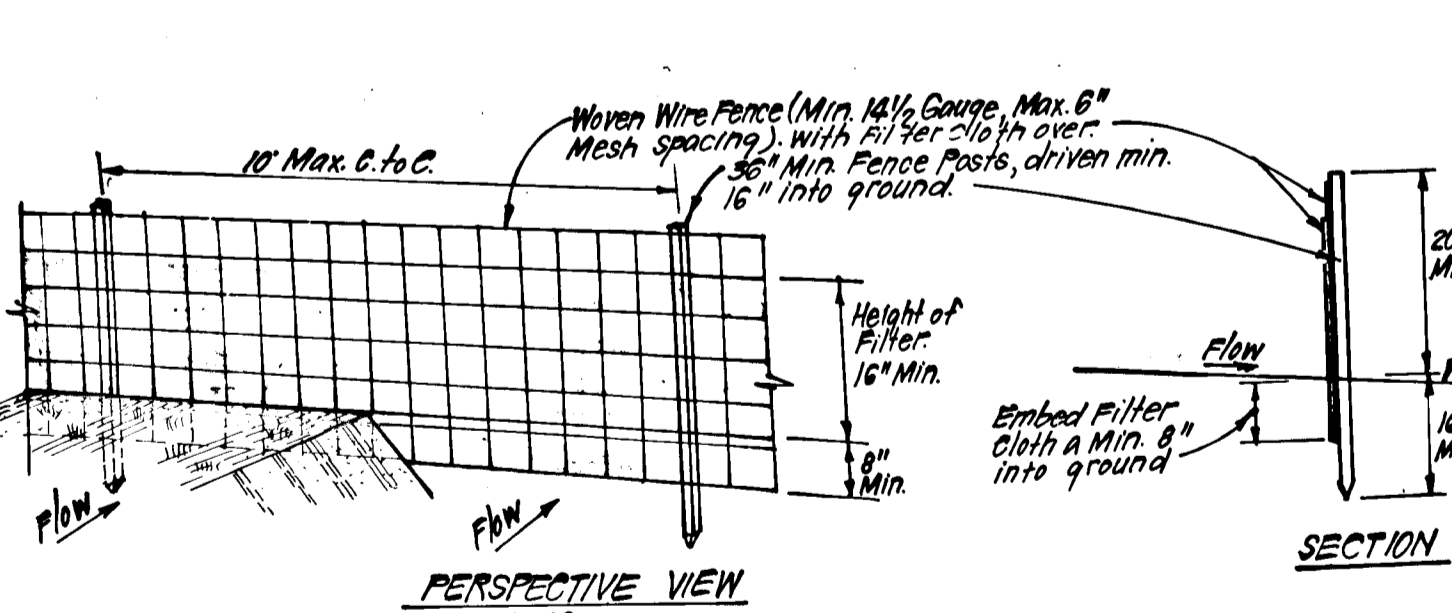 Woven Wire Fence (Min. 14 1/2 Gauge, Max. 6"
Mesh spacing). with Filter cloth over.
36" Min. Fence Posts, driven min.
16" into ground.
10' Max. C. to C.
Height of
Filter.
16" Min.
8"
Min.
Flow
Flow
PERSPECTIVE VIEW
Flow
Embed Filter
Cloth a Min. 8"
into ground
SECTION